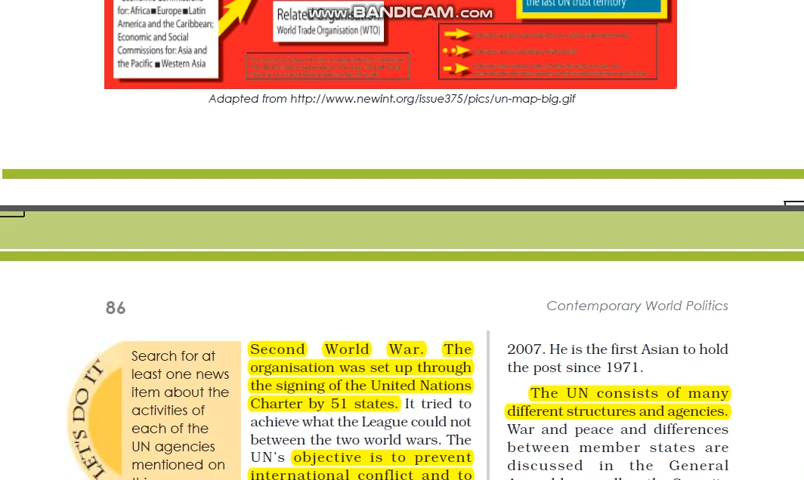 Economic Commissions
for: Africa ■ Europe ■ Latin
America and the Caribbean;
Economic and Social
Commissions for: Asia and
the Pacific ■ Western Asia
World Trade Organisation (WTO)
www.BANDICAM.com
the last UN trust territory
Adapted from http://www.newint.org/issue375/pics/un-map-big.gif
86
Contemporary World Politics
LET'S DO IT
Search for at
least one news
item about the
activities of
each of the
UN agencies
mentioned on
Second World War. The
organisation was set up through
the signing of the United Nations
Charter by 51 states. It tried to
achieve what the League could not
between the two world wars. The
UN's objective is to prevent
international conflict and to
2007. He is the first Asian to hold
the post since 1971.
The UN consists of many
different structures and agencies.
War and peace and differences
between member states are
discussed in the General